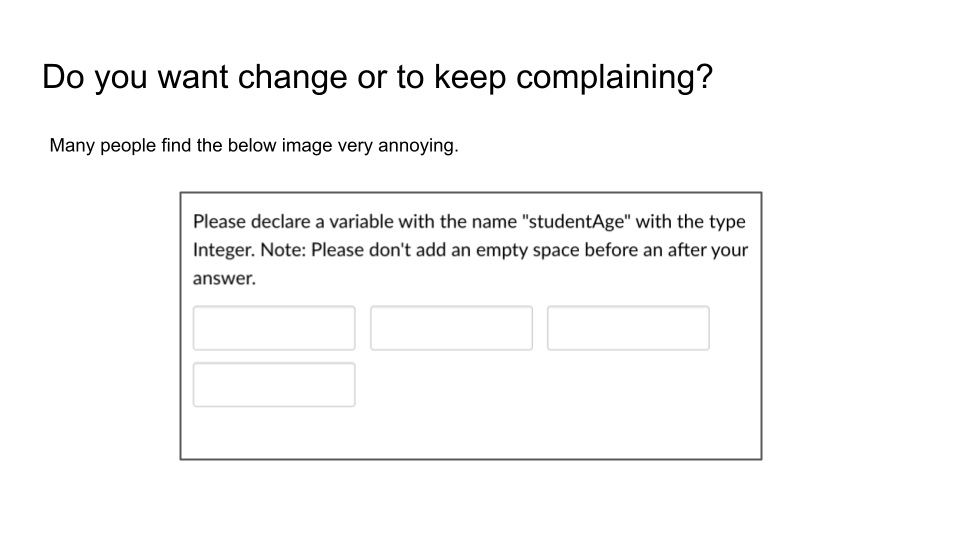 Do you want change or to keep complaining?
Many people find the below image very annoying.
Please declare a variable with the name "studentAge" with the type
Integer. Note: Please don't add an empty space before an after your
answer.